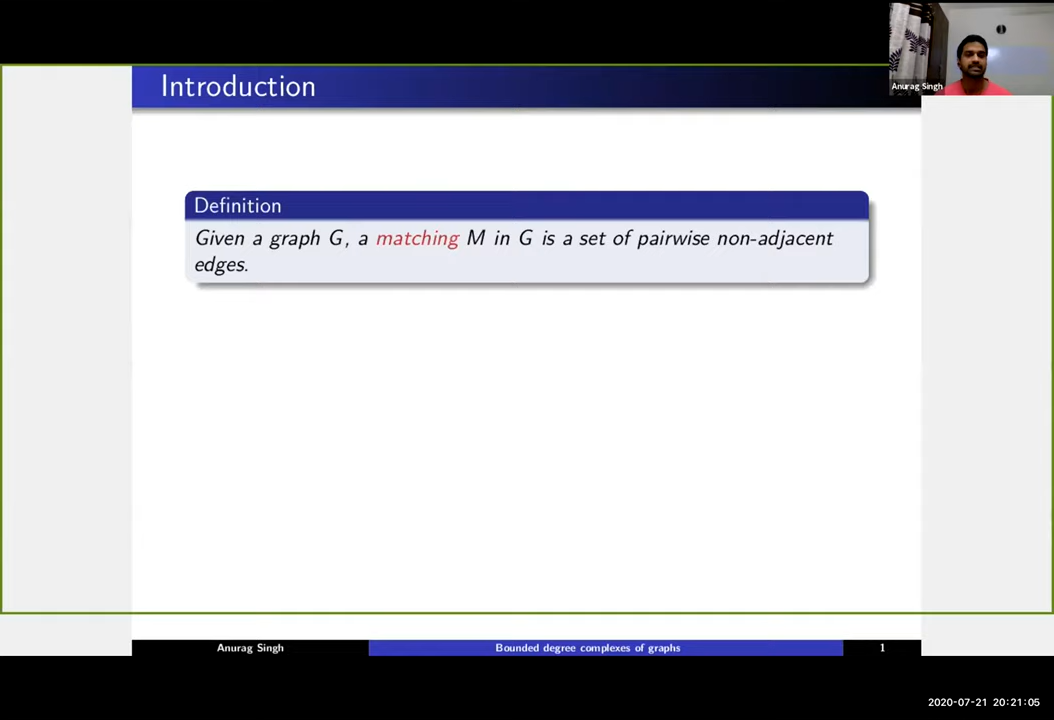 Introduction
Anurag Singh
Definition
Given a graph G, a matching M in G is a set of pairwise non-adjacent
edges.
Anurag Singh
Bounded degree complexes of graphs
1
2020-07-21 20:21:05